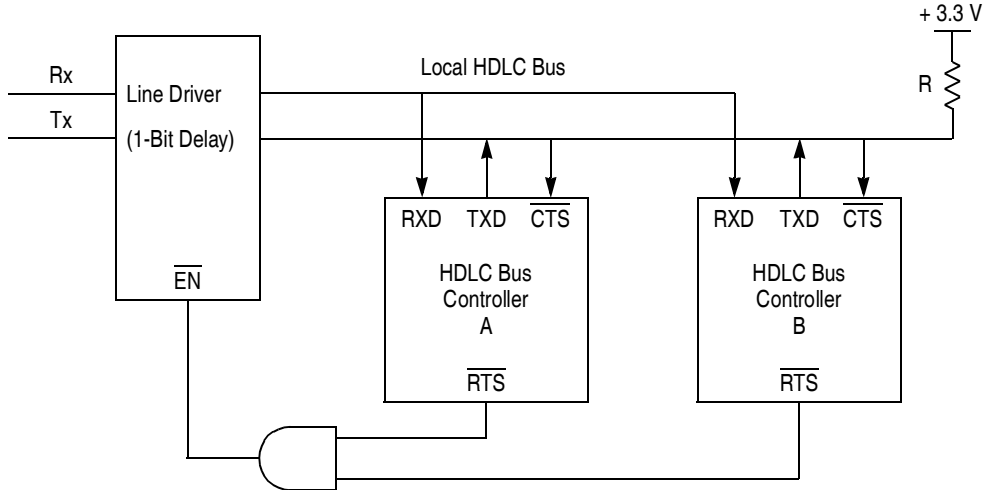 + 3.3 V
Rx
Tx
Line Driver
(1-Bit Delay)
EN
Local HDLC Bus
R
RXD TXD CTS
HDLC Bus
Controller
A
RTS
RXD TXD CTS
HDLC Bus
Controller
B
RTS